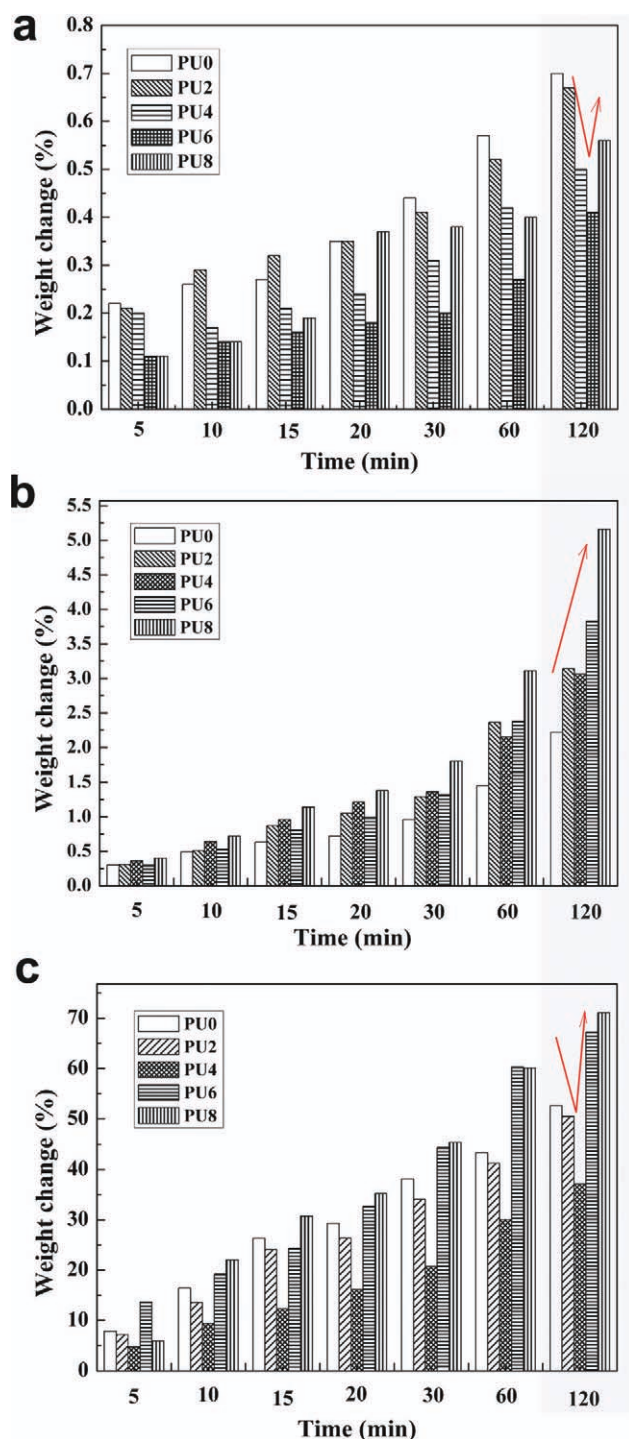 a
Weight change (%)
0.8
0.7
0.6
0.5
0.4
0.3
0.2
0.1
0.0
PU0
PU2
PU4
PU6
PU8
5 10 15 20 30 60 120
Time (min)
b
Weight change (%)
5.5
5.0
4.5
4.0
3.5
3.0
2.5
2.0
1.5
1.0
0.5
0.0
PU0
PU2
PU4
PU6
PU8
5 10 15 20 30 60 120
Time (min)
c
Weight change (%)
70
60
50
40
30
20
10
0
PU0
PU2
PU4
PU6
PU8
5 10 15 20 30 60 120
Time (min)